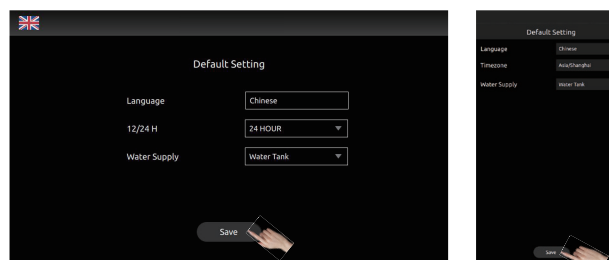 Default Setting
Language Chinese
12/24 H 24 HOUR
Water Supply Water Tank
Save
Default Setting
Language Chinese
Timezone Asia/Shanghai
Water Supply Water Tank
Save